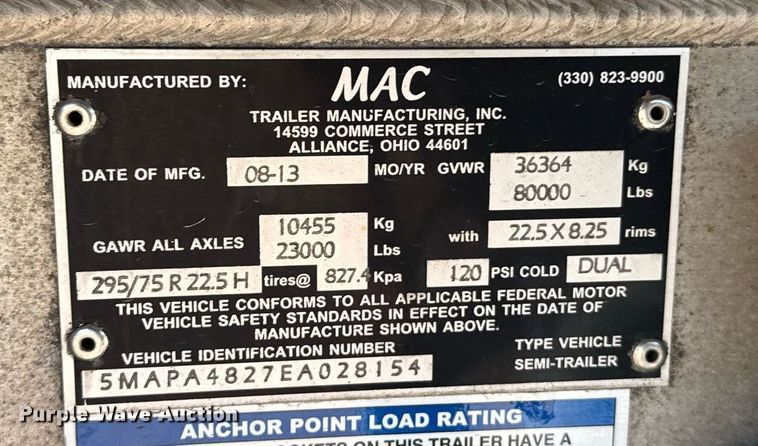 MANUFACTURED BY: MAC (330) 823-9900
TRAILER MANUFACTURING, INC.
14599 COMMERCE STREET
ALLIANCE, OHIO 44601
DATE OF MFG. 08-13 MO/YR GVWR 36364 Kg
80000 Lbs
GAWR ALL AXLES 10455 Kg
23000 Lbs
with 22.5 X 8.25 rims
295/75 R 22.5 H tires@ 827.4 Kpa 120 PSI COLD DUAL
THIS VEHICLE CONFORMS TO ALL APPLICABLE FEDERAL MOTOR
VEHICLE SAFETY STANDARDS IN EFFECT ON THE DATE OF
MANUFACTURE SHOWN ABOVE.
VEHICLE IDENTIFICATION NUMBER
5MAPA4827EA028154
TYPE VEHICLE
SEMI-TRAILER
Purple Wave Auction
ANCHOR POINT LOAD RATING
ON THIS TRAILER HAVE A